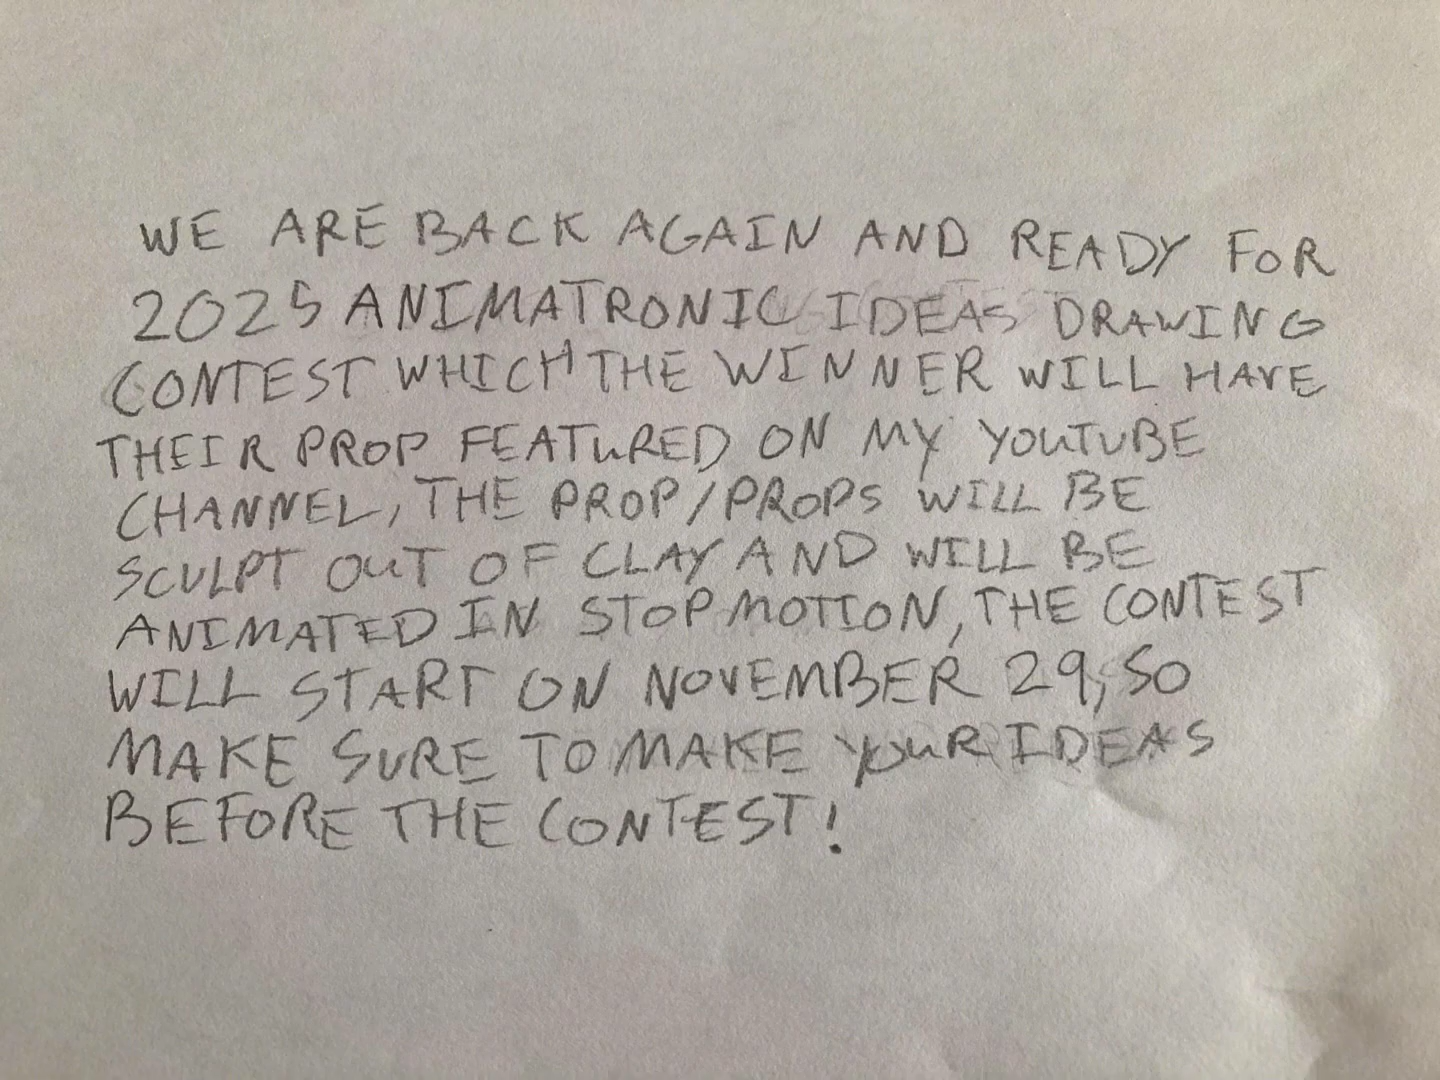 WE ARE BACK AGAIN AND READY FOR
2025 ANIMATRONIC IDEAS DRAWING
CONTEST WHICH THE WINNER WILL HAVE
THEIR PROP FEATURED ON MY YOUTUBE
CHANNEL, THE PROP/PROPS WILL BE
SCULPT OUT OF CLAY AND WILL BE
ANIMATED IN STOP MOTION, THE CONTEST
WILL START ON NOVEMBER 29, SO
MAKE SURE TO MAKE YOUR IDEAS
BEFORE THE CONTEST!